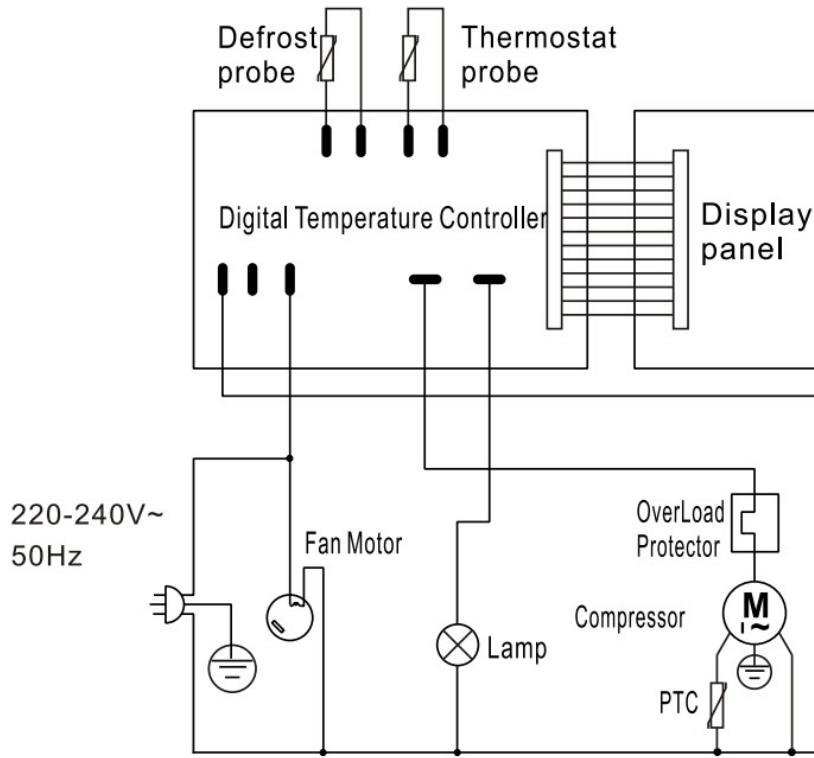 Defrost
probe
Thermostat
probe
Digital Temperature Controller
Display
panel
220-240V~
50Hz
Fan Motor
OverLoad
Protector
Compressor
M
1~
Lamp
PTC